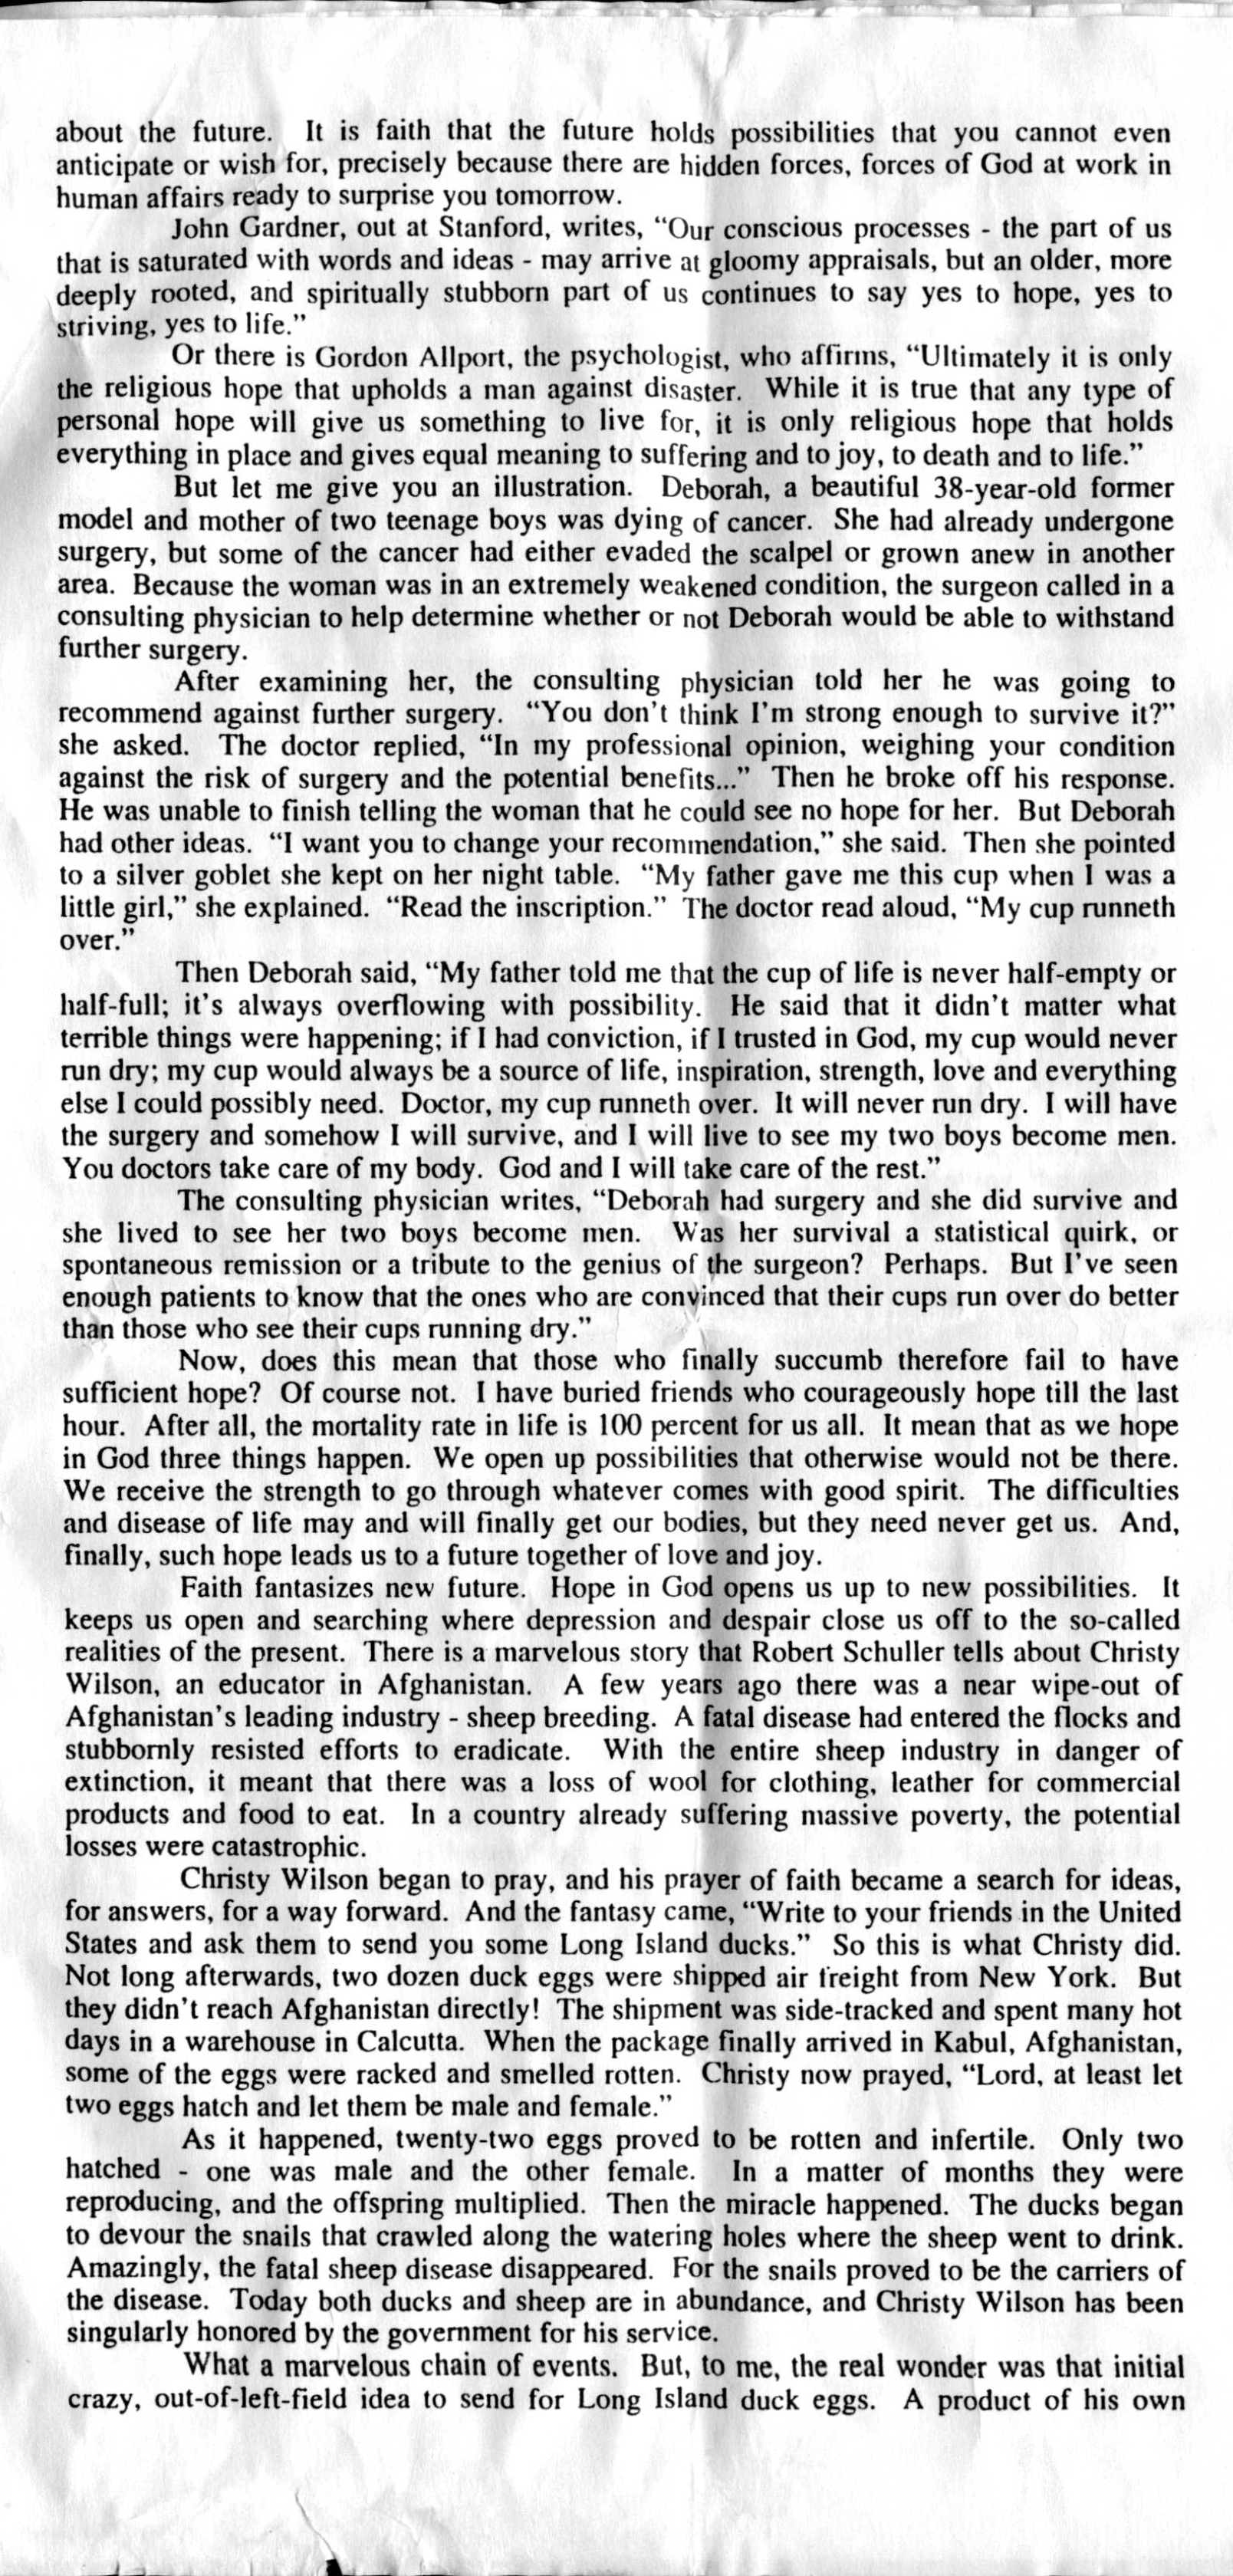 about the future. It is faith that the future holds possibilities that you cannot even
anticipate or wish for, precisely because there are hidden forces, forces of God at work in
human affairs ready to surprise you tomorrow.
John Gardner, out at Stanford, writes, “Our conscious processes - the part of us
that is saturated with words and ideas - may arrive at gloomy appraisals, but an older, more
deeply rooted, and spiritually stubborn part of us continues to say yes to hope, yes to
striving, yes to life.”
Or there is Gordon Allport, the psychologist, who affirms, “Ultimately it is only
the religious hope that upholds a man against disaster. While it is true that any type of
personal hope will give us something to live for, it is only religious hope that holds
everything in place and gives equal meaning to suffering and to joy, to death and to life.”
But let me give you an illustration. Deborah, a beautiful 38-year-old former
model and mother of two teenage boys was dying of cancer. She had already undergone
surgery, but some of the cancer had either evaded the scalpel or grown anew in another
area. Because the woman was in an extremely weakened condition, the surgeon called in a
consulting physician to help determine whether or not Deborah would be able to withstand
further surgery.
After examining her, the consulting physician told her he was going to
recommend against further surgery. “You don’t think I’m strong enough to survive it?”
she asked. The doctor replied, “In my professional opinion, weighing your condition
against the risk of surgery and the potential benefits...” Then he broke off his response.
He was unable to finish telling the woman that he could see no hope for her. But Deborah
had other ideas. “I want you to change your recommendation,” she said. Then she pointed
to a silver goblet she kept on her night table. “My father gave me this cup when I was a
little girl,” she explained. “Read the inscription.” The doctor read aloud, “My cup runneth
over.”
Then Deborah said, “My father told me that the cup of life is never half-empty or
half-full; it’s always overflowing with possibility. He said that it didn’t matter what
terrible things were happening; if I had conviction, if I trusted in God, my cup would never
run dry; my cup would always be a source of life, inspiration, strength, love and everything
else I could possibly need. Doctor, my cup runneth over. It will never run dry. I will have
the surgery and somehow I will survive, and I will live to see my two boys become men.
You doctors take care of my body. God and I will take care of the rest.”
The consulting physician writes, “Deborah had surgery and she did survive and
she lived to see her two boys become men. Was her survival a statistical quirk, or
spontaneous remission or a tribute to the genius of the surgeon? Perhaps. But I’ve seen
enough patients to know that the ones who are convinced that their cups run over do better
than those who see their cups running dry.”
Now, does this mean that those who finally succumb therefore fail to have
sufficient hope? Of course not. I have buried friends who courageously hope till the last
hour. After all, the mortality rate in life is 100 percent for us all. It mean that as we hope
in God three things happen. We open up possibilities that otherwise would not be there.
We receive the strength to go through whatever comes with good spirit. The difficulties
and disease of life may and will finally get our bodies, but they need never get us. And,
finally, such hope leads us to a future together of love and joy.
Faith fantasizes new future. Hope in God opens us up to new possibilities. It
keeps us open and searching where depression and despair close us off to the so-called
realities of the present. There is a marvelous story that Robert Schuller tells about Christy
Wilson, an educator in Afghanistan. A few years ago there was a near wipe-out of
Afghanistan’s leading industry - sheep breeding. A fatal disease had entered the flocks and
stubbornly resisted efforts to eradicate. With the entire sheep industry in danger of
extinction, it meant that there was a loss of wool for clothing, leather for commercial
products and food to eat. In a country already suffering massive poverty, the potential
losses were catastrophic.
Christy Wilson began to pray, and his prayer of faith became a search for ideas,
for answers, for a way forward. And the fantasy came, “Write to your friends in the United
States and ask them to send you some Long Island ducks.” So this is what Christy did.
Not long afterwards, two dozen duck eggs were shipped air freight from New York. But
they didn’t reach Afghanistan directly! The shipment was side-tracked and spent many hot
days in a warehouse in Calcutta. When the package finally arrived in Kabul, Afghanistan,
some of the eggs were racked and smelled rotten. Christy now prayed, “Lord, at least let
two eggs hatch and let them be male and female.”
As it happened, twenty-two eggs proved to be rotten and infertile. Only two
hatched - one was male and the other female. In a matter of months they were
reproducing, and the offspring multiplied. Then the miracle happened. The ducks began
to devour the snails that crawled along the watering holes where the sheep went to drink.
Amazingly, the fatal sheep disease disappeared. For the snails proved to be the carriers of
the disease. Today both ducks and sheep are in abundance, and Christy Wilson has been
singularly honored by the government for his service.
What a marvelous chain of events. But, to me, the real wonder was that initial
crazy, out-of-left-field idea to send for Long Island duck eggs. A product of his own